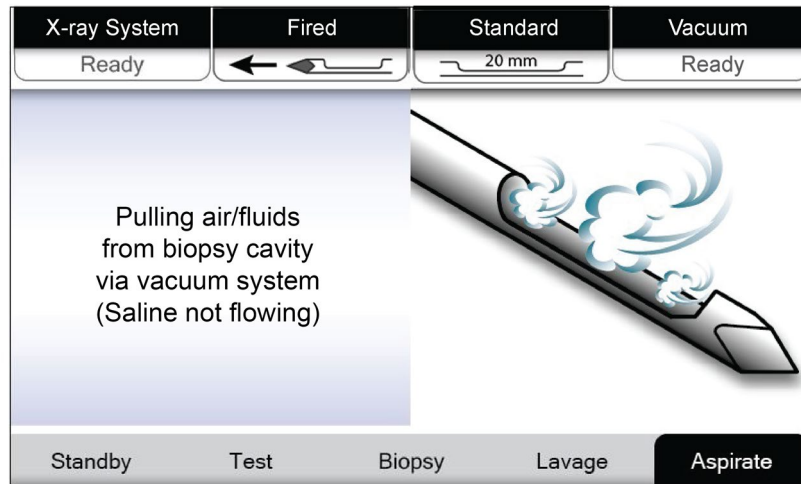 X-ray System
Fired
Standard
Vacuum
Ready
20 mm
Ready
Pulling air/fluids
from biopsy cavity
via vacuum system
(Saline not flowing)
Standby
Test
Biopsy
Lavage
Aspirate